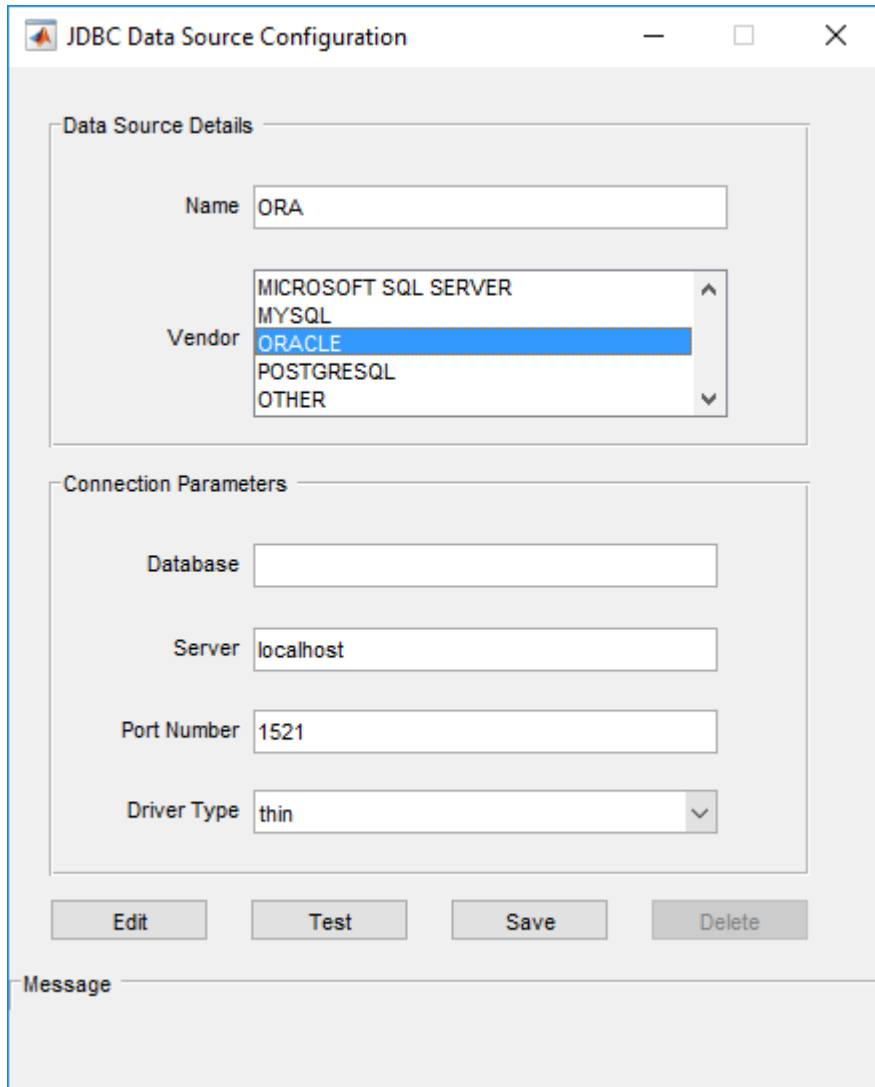 JDBC Data Source Configuration
Data Source Details
Name ORA
Vendor
MICROSOFT SQL SERVER
MYSQL
ORACLE
POSTGRESQL
OTHER
Connection Parameters
Database
Server localhost
Port Number 1521
Driver Type thin
Edit Test Save Delete
Message